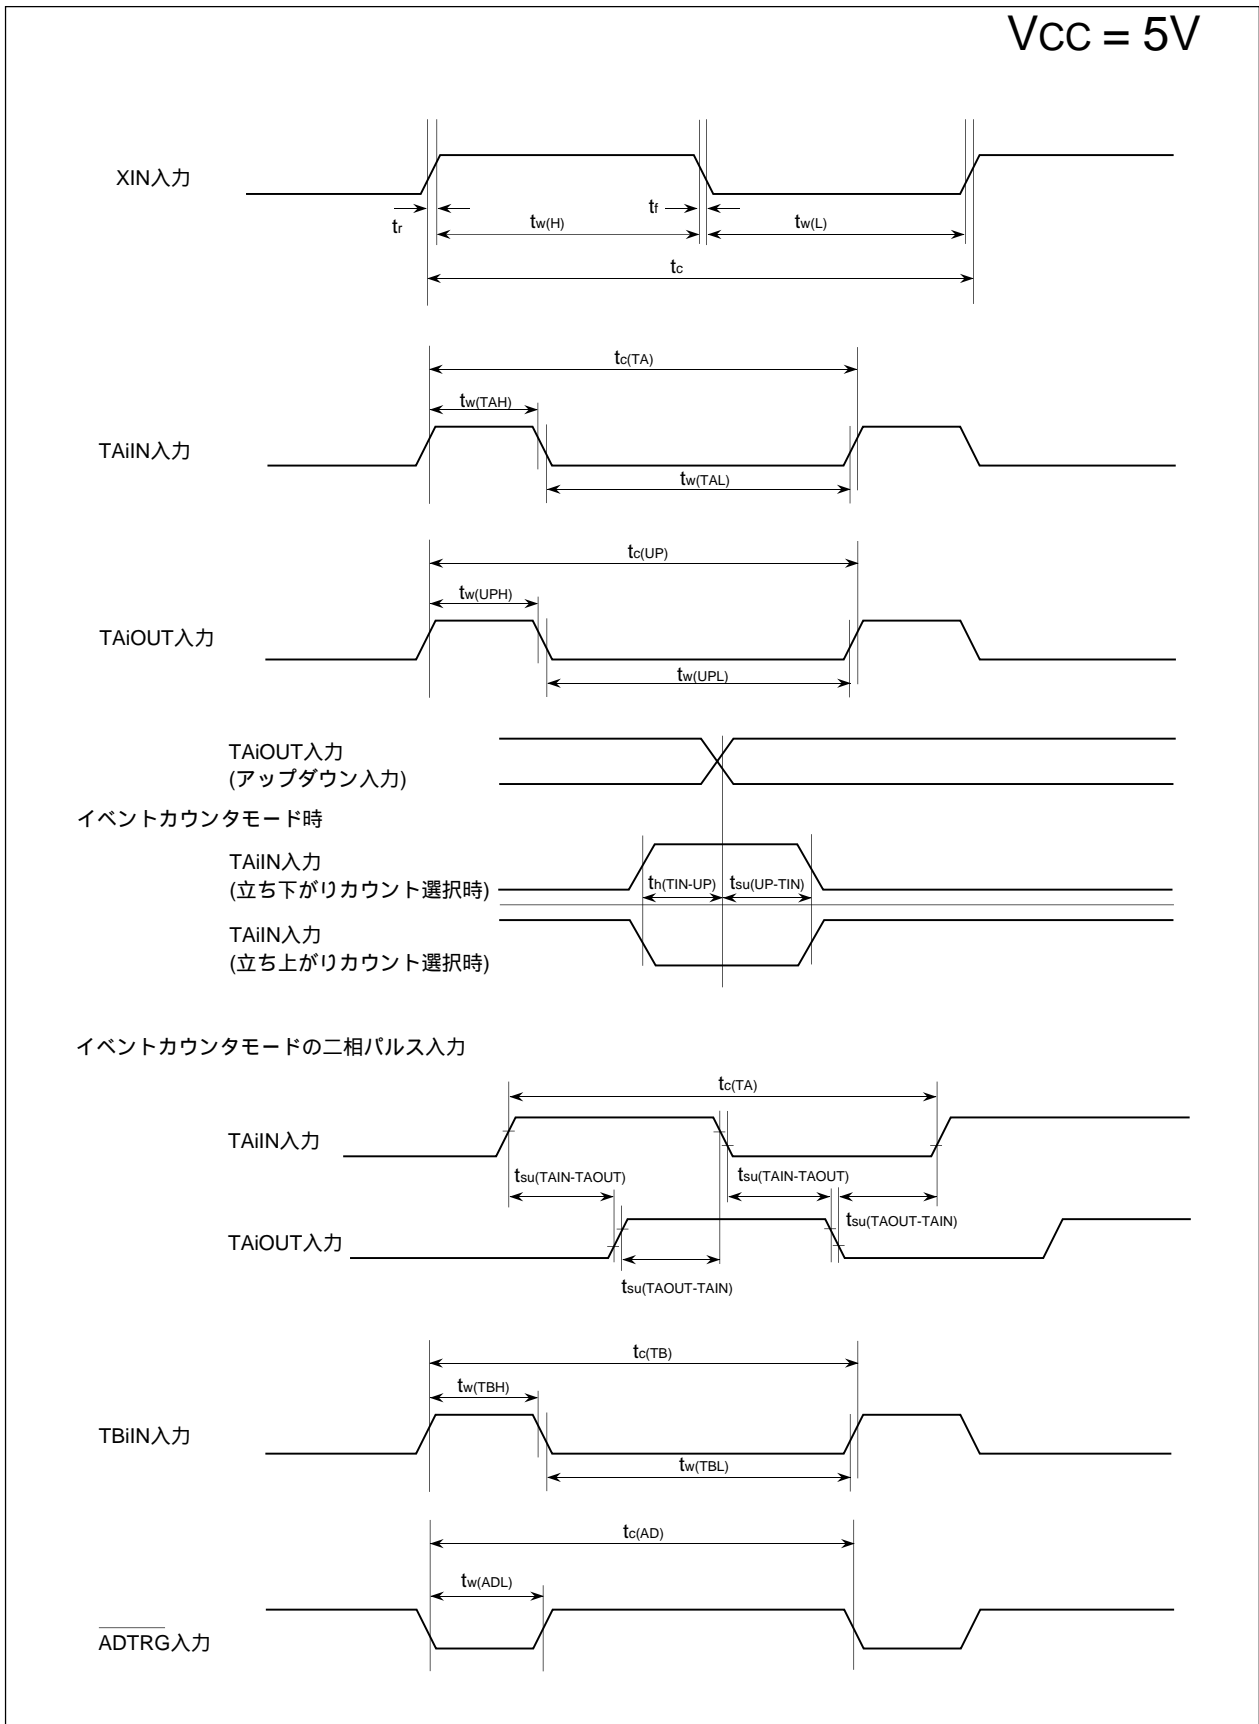 VCC = 5V
XIN入力
tr
tw(H)
tf
tw(L)
tc
tc(TA)
tw(TAH)
TAiIN入力
tw(TAL)
tc(UP)
tw(UPH)
TAiOUT入力
tw(UPL)
TAiOUT入力
(アップダウン入力)
イベントカウンタモード時
TAiIN入力
(立ち下がりカウント選択時)
th(TIN-UP)
tsu(UP-TIN)
TAiIN入力
(立ち上がりカウント選択時)
イベントカウンタモードの二相パルス入力
tc(TA)
TAiIN入力
tsu(TAIN-TAOUT)
tsu(TAIN-TAOUT)
tsu(TAOUT-TAIN)
TAiOUT入力
tsu(TAOUT-TAIN)
tc(TB)
tw(TBH)
TBiIN入力
tw(TBL)
tc(AD)
tw(ADL)
ADTRG入力